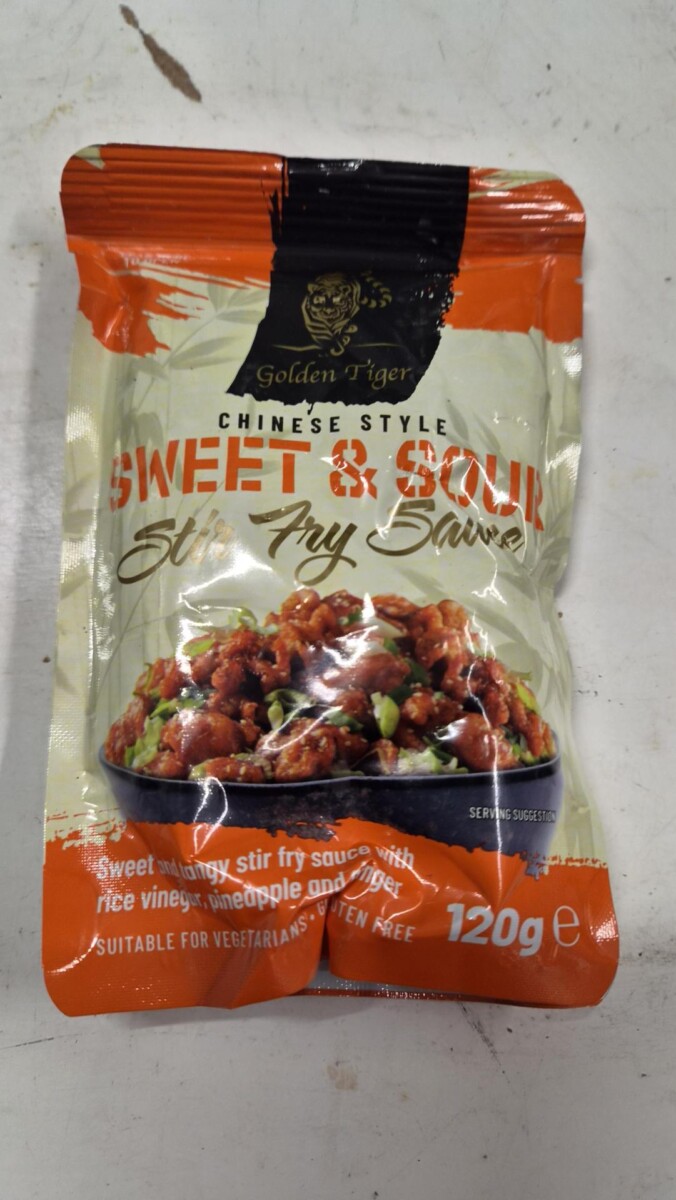 Golden Tiger
CHINESE STYLE
SWEET & SOUR
Stir Fry Sauce
SERVING SUGGESTION
Sweet and tangy stir fry sauce with
rice vinegar, pineapple and ginger
SUITABLE FOR VEGETARIANS • GLUTEN FREE
120g e